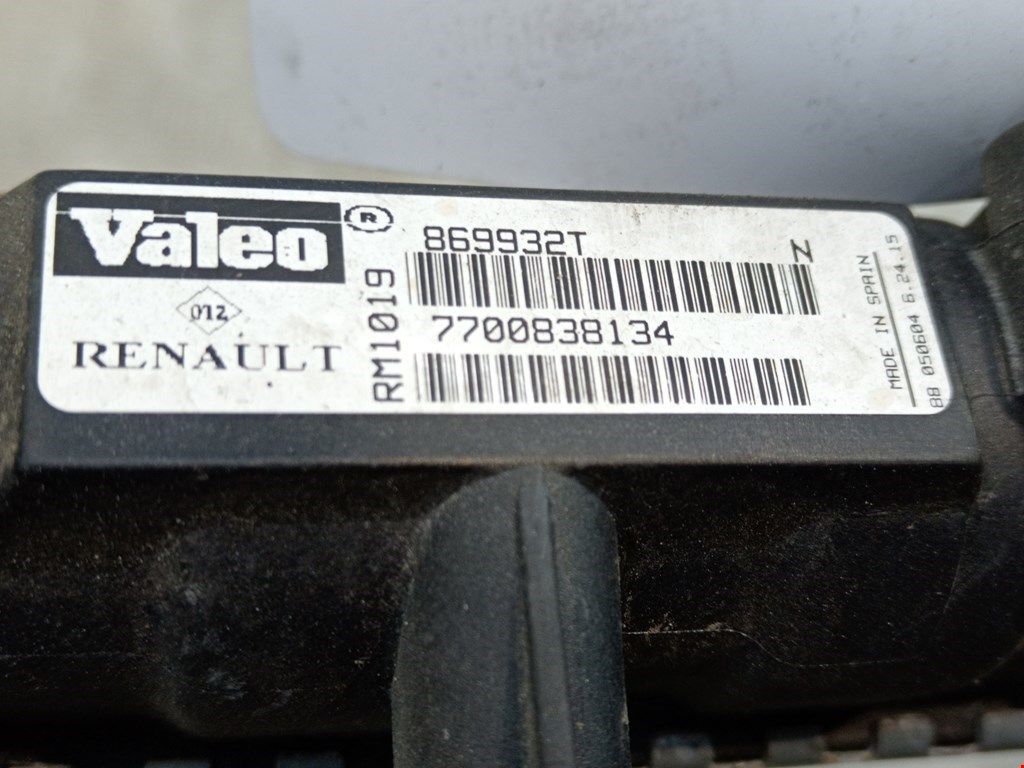 Valeo ®
012
RENAULT
RM1019
869932T
N
7700838134
MADE IN SPAIN
88 050604 6.24.15